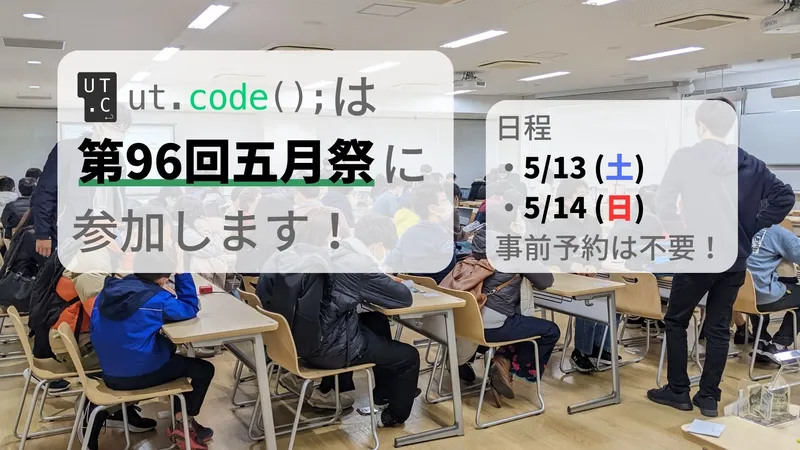 UT
.C
ut.code();は
第96回五月祭に
参加します！
日程
・5/13 (土)
・5/14 (日)
事前予約は不要！